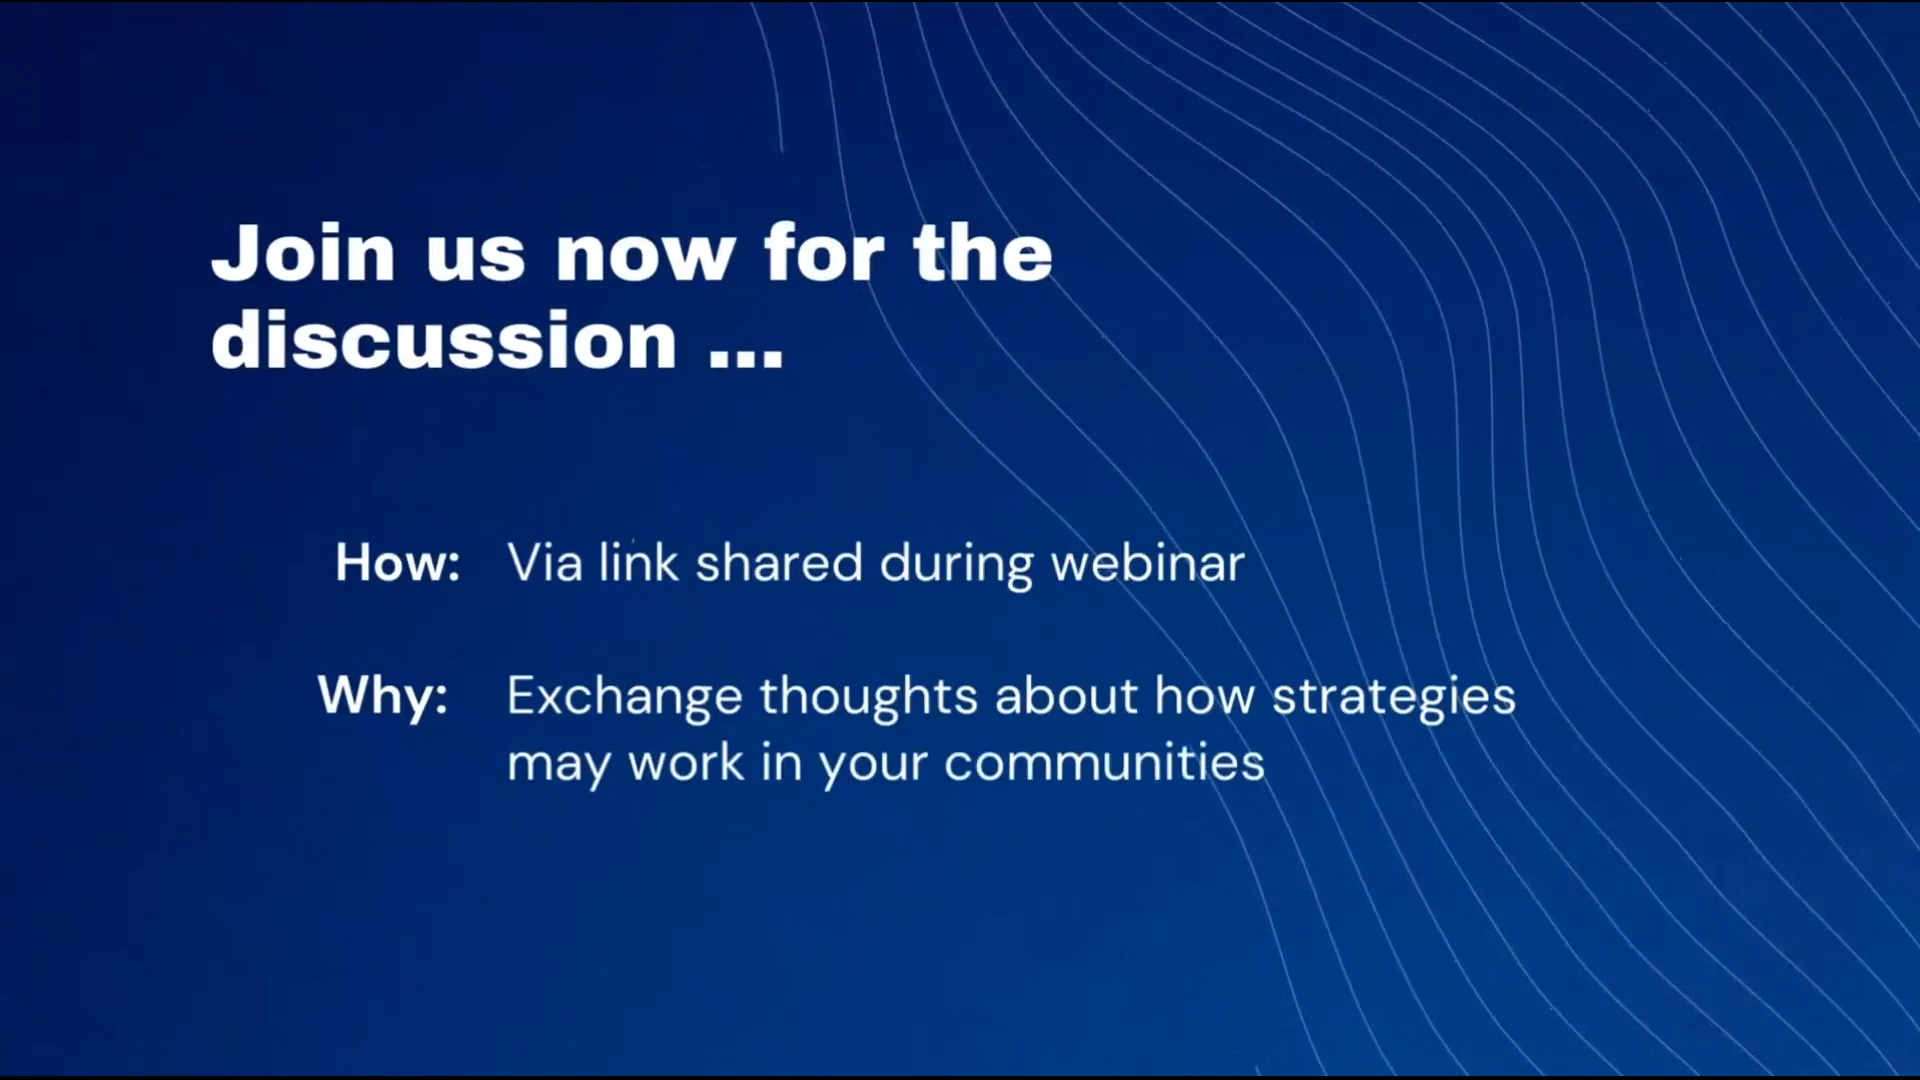 Join us now for the
discussion ...
How: Via link shared during webinar
Why: Exchange thoughts about how strategies
may work in your communities